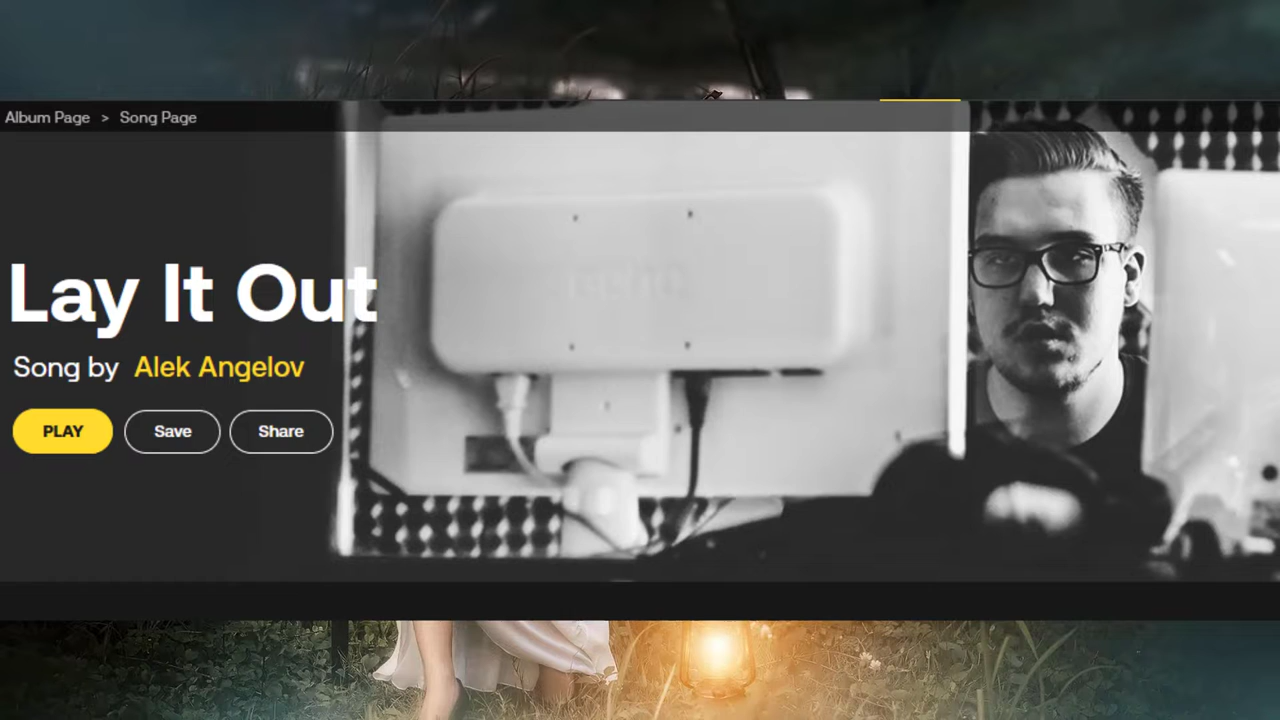 Album Page > Song Page
Lay It Out
Song by Alek Angelov
PLAY Save Share